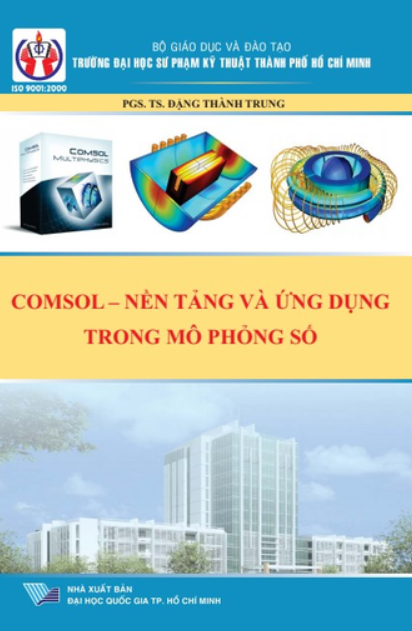 BỘ GIÁO DỤC VÀ ĐÀO TẠO
TRƯỜNG ĐẠI HỌC SƯ PHẠM KỸ THUẬT THÀNH PHỐ HỒ CHÍ MINH
ISO 9001:2000
PGS. TS. ĐẶNG THÀNH TRUNG
COMSOL
MULTIPHYSICS
COMSOL – NỀN TẢNG VÀ ỨNG DỤNG
TRONG MÔ PHỎNG SỐ
NHÀ XUẤT BẢN
ĐẠI HỌC QUỐC GIA TP. HỒ CHÍ MINH